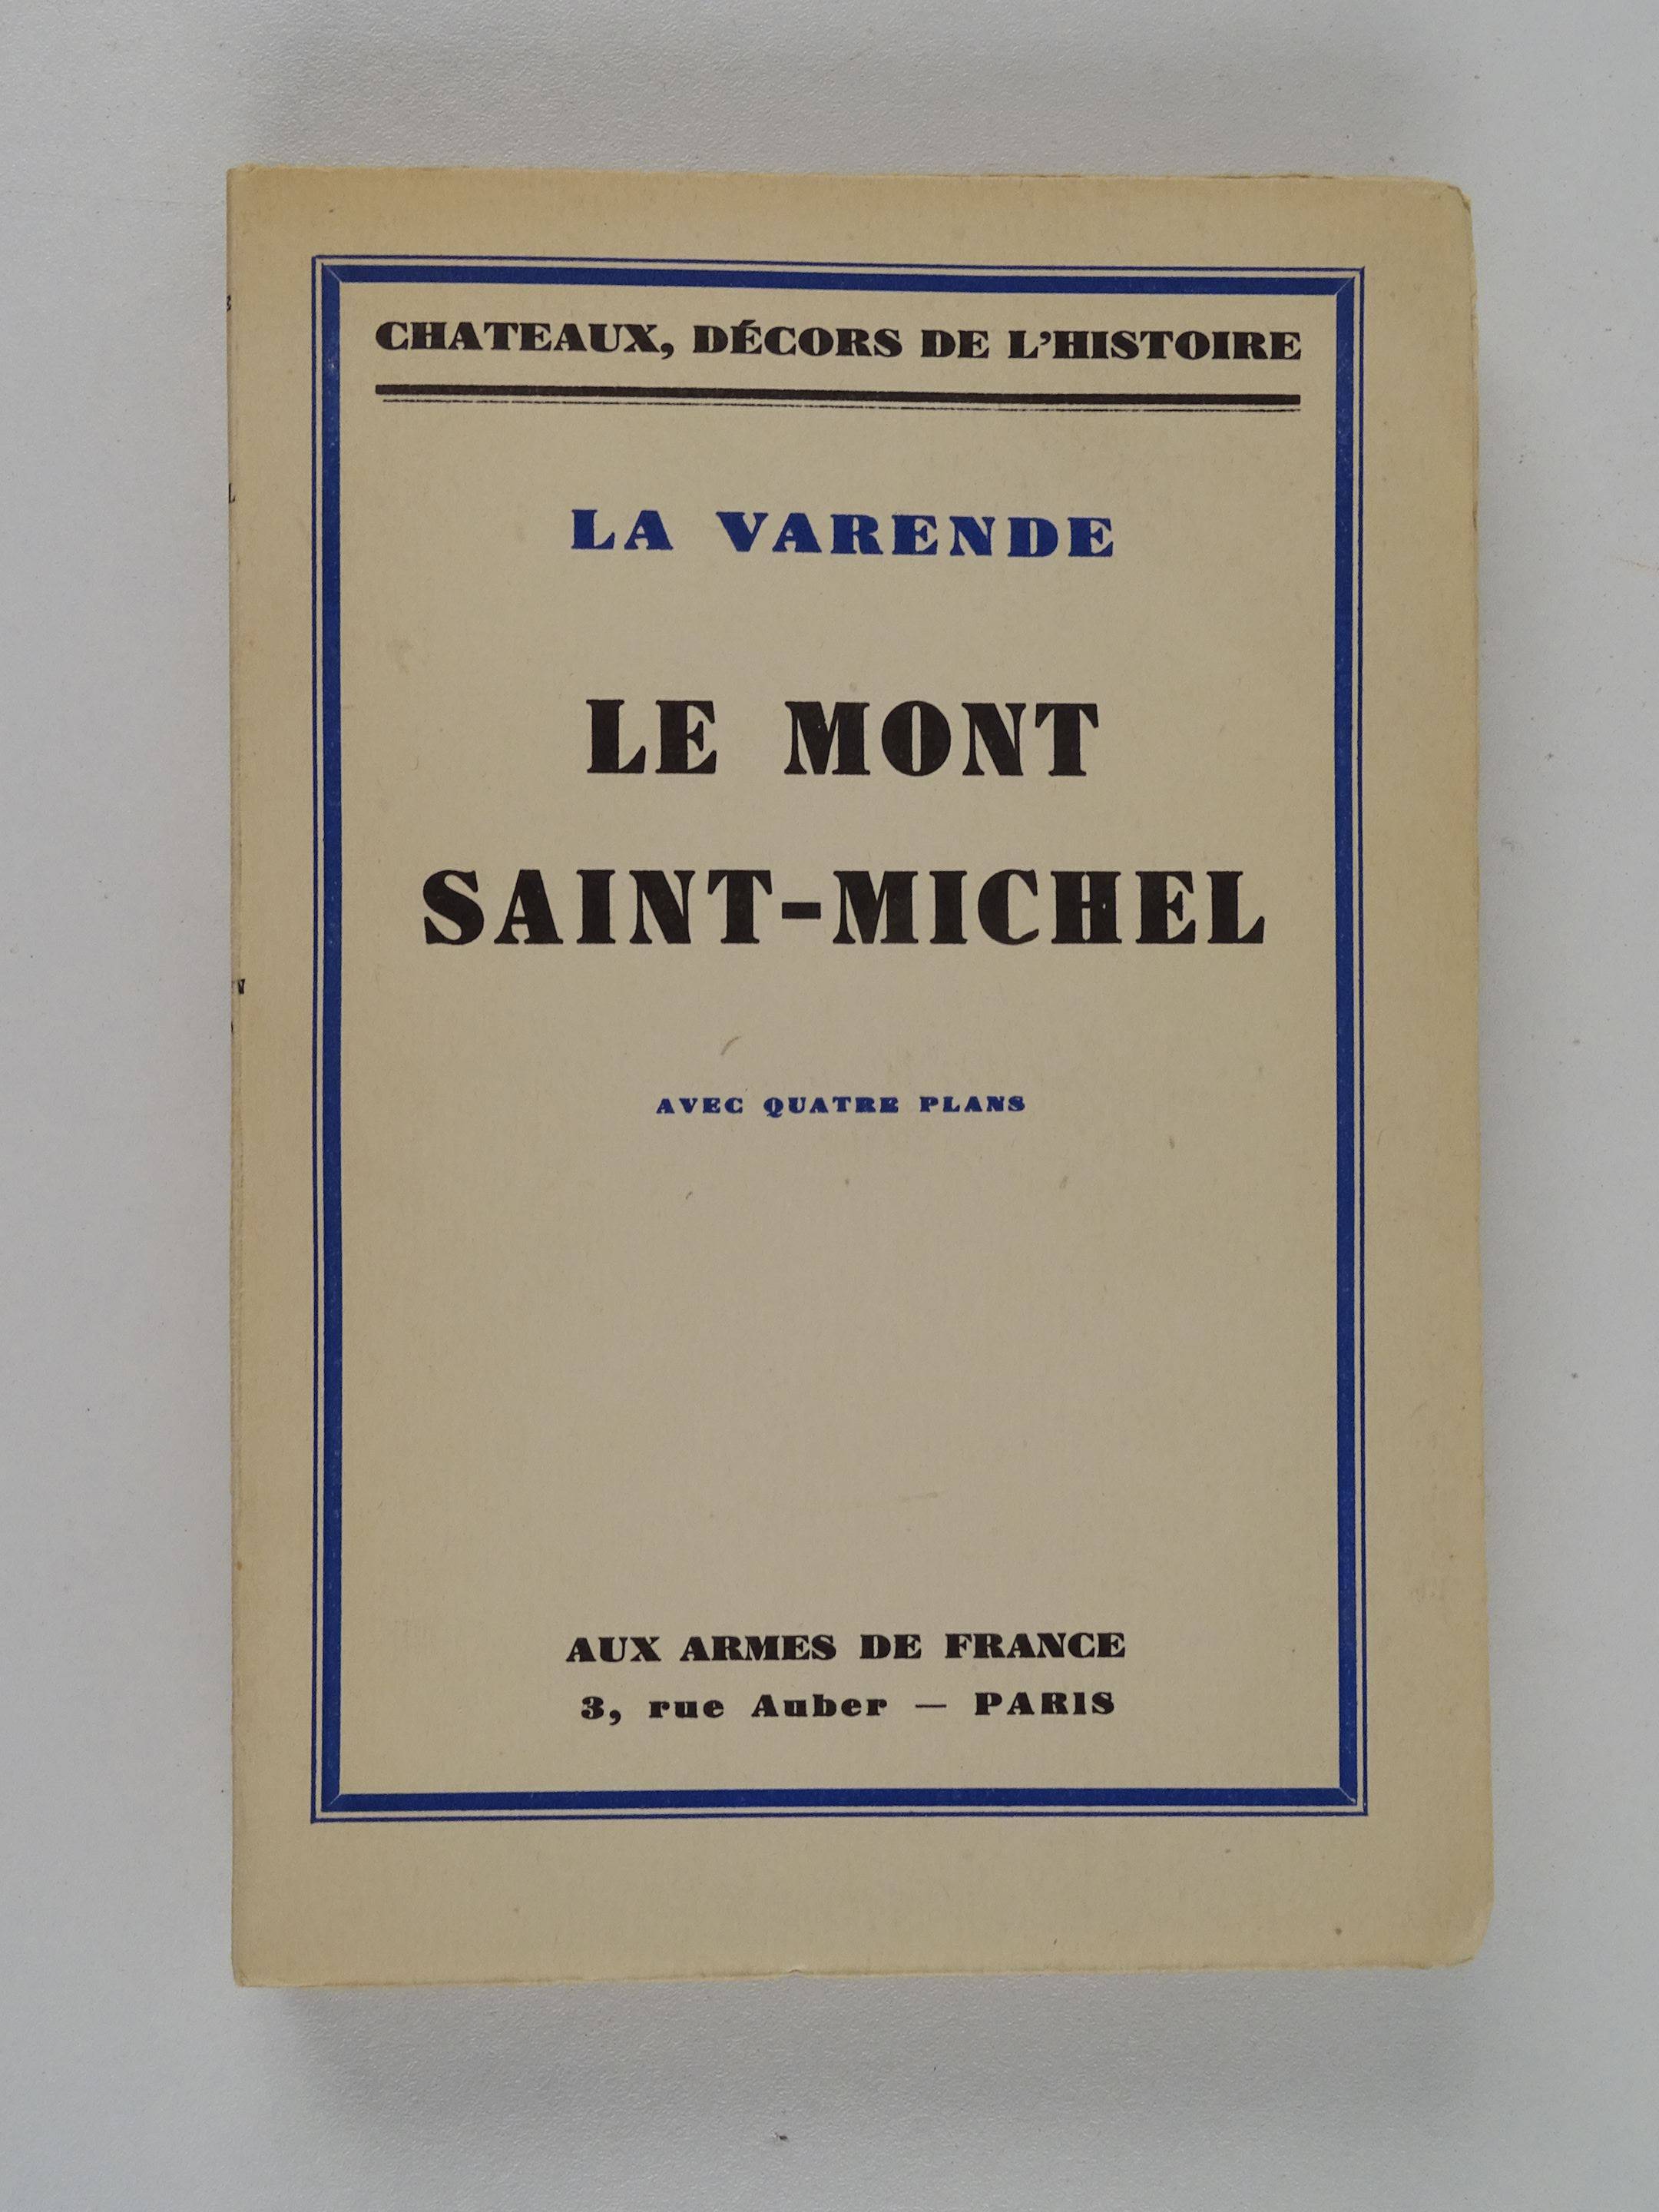 CHATEAUX, DÉCORS DE L'HISTOIRE
LA VARENDE
LE MONT
SAINT-MICHEL
AVEC QUATRE PLANS
AUX ARMES DE FRANCE
3, rue Auber — PARIS